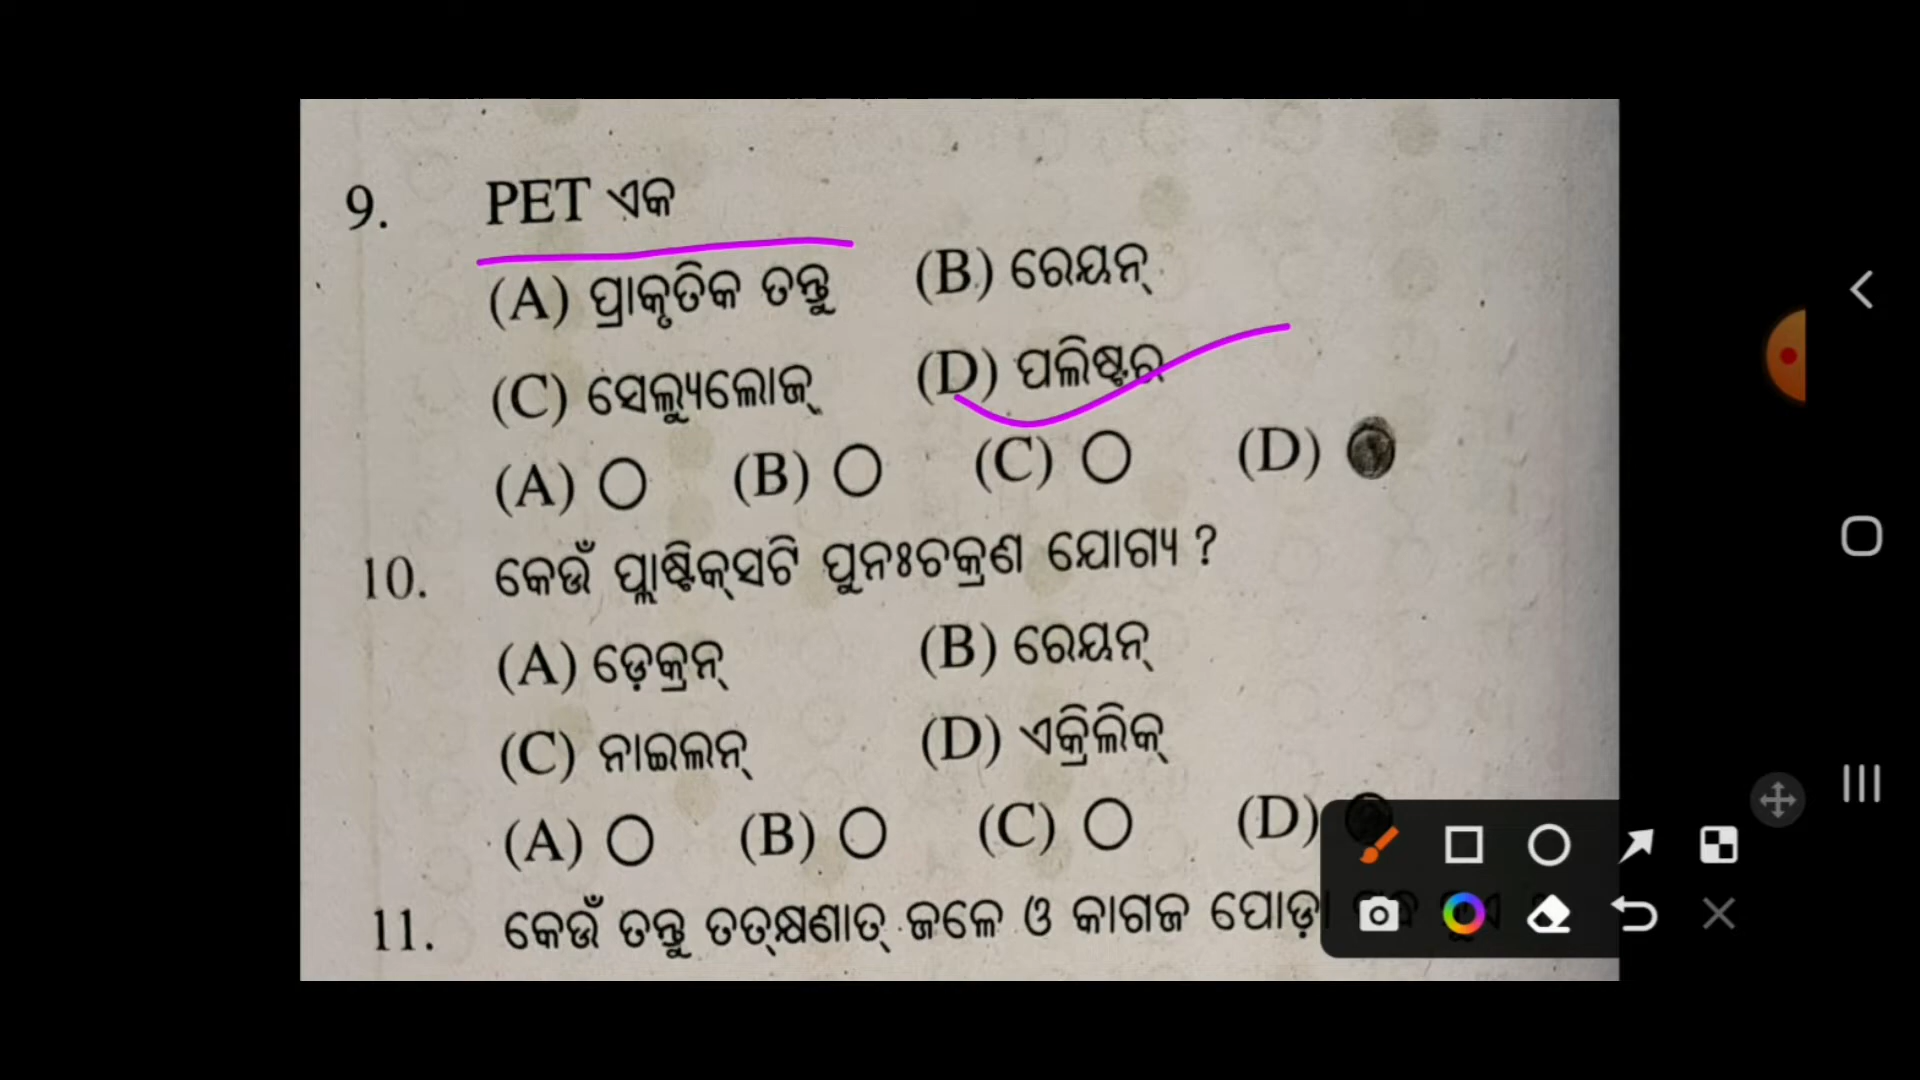 9. PET ଏକ
(A) ପ୍ରାକୃତିକ ତନ୍ତୁ (B) ରେୟନ୍
(C) ସେଲ୍ୟୁଲୋଜ୍ (D) ପଲିଷ୍ଟର
(A) (B) (C) (D)
10. କେଉଁ ପ୍ଲାଷ୍ଟିକ୍‌ସଟି ପୁନଃଚକ୍ରଣ ଯୋଗ୍ୟ ?
(A) ଡ଼େକ୍ରନ୍ (B) ରେୟନ୍
(C) ନାଇଲନ୍ (D) ଏକ୍ରିଲିକ୍
(A) (B) (C) (D)
11. କେଉଁ ତନ୍ତୁ ତତ୍‌କ୍ଷଣାତ୍ ଜଳେ ଓ କାଗଜ ପୋଡ଼ା